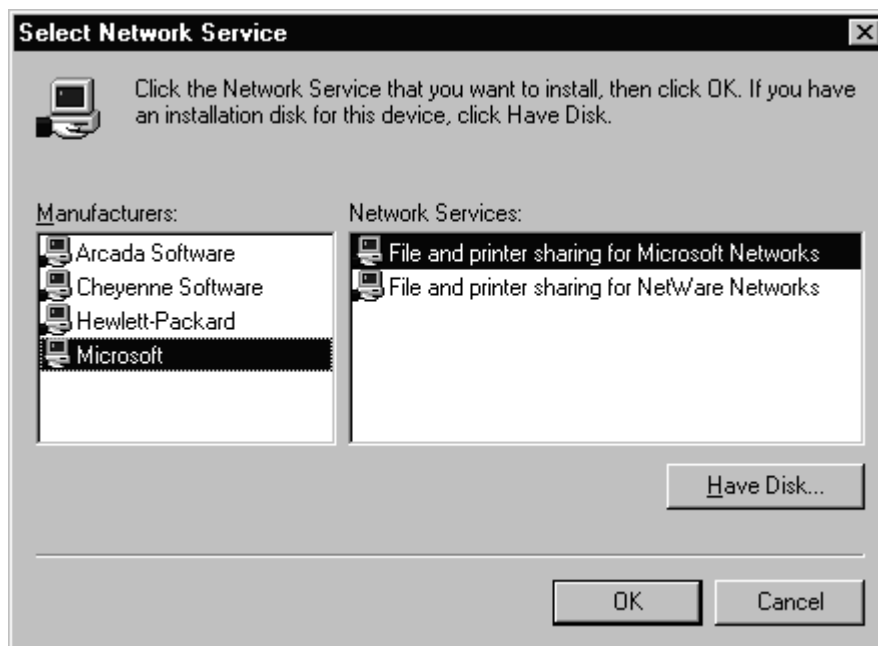 Select Network Service
Click the Network Service that you want to install, then click OK. If you have
an installation disk for this device, click Have Disk.
Manufacturers:
Arcada Software
Cheyenne Software
Hewlett-Packard
Microsoft
Network Services:
File and printer sharing for Microsoft Networks
File and printer sharing for NetWare Networks
Have Disk...
OK
Cancel